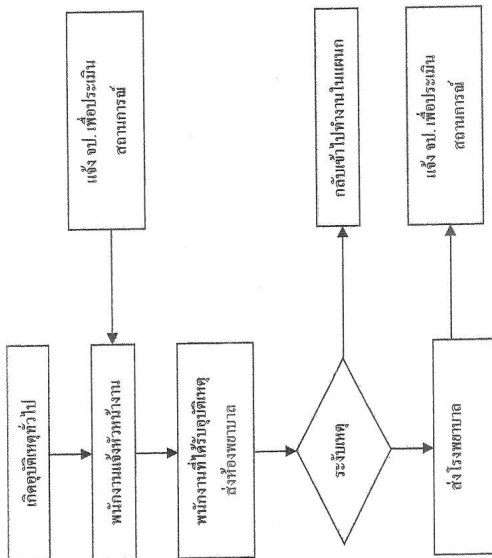 เกิดอุบัติเหตุทั่วไป
พนักงานแจ้งหัวหน้างาน
แจ้ง จป. เพื่อประเมิน
สถานการณ์
พนักงานที่ได้รับอุบัติเหตุ
ส่งห้องพยาบาล
ระงับเหตุ
กลับเข้าไปทำงานในแผนก
ส่งโรงพยาบาล
แจ้ง จป. เพื่อประเมิน
สถานการณ์